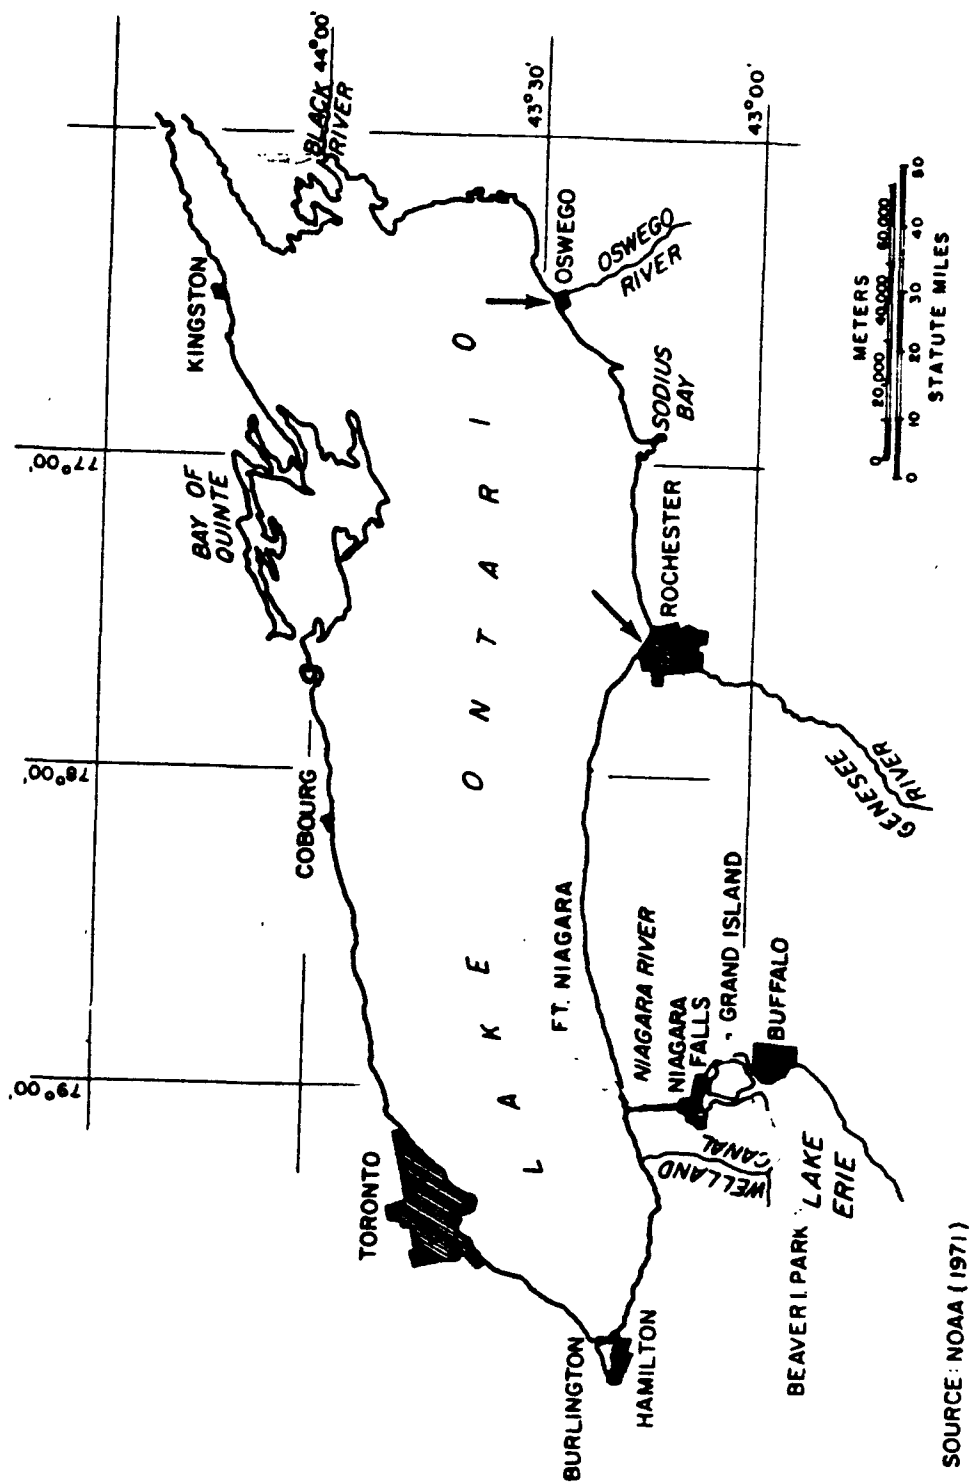 79°00'
78°00'
77°00'
BLACK
RIVER
44°00'
43°30'
43°00'
KINGSTON
BAY OF
QUINTE
COBOURG
TORONTO
LAKE ONTARIO
OSWEGO
OSWEGO
RIVER
SODIUS
BAY
ROCHESTER
GENESEE
RIVER
FT. NIAGARA
NIAGARA RIVER
NIAGARA
FALLS
GRAND ISLAND
BUFFALO
WELLAND
CANAL
LAKE
ERIE
BEAVER I. PARK
BURLINGTON
HAMILTON
METERS
0 20,000 40,000 60,000
0 10 20 30 40 50
STATUTE MILES
SOURCE: NOAA (1971)